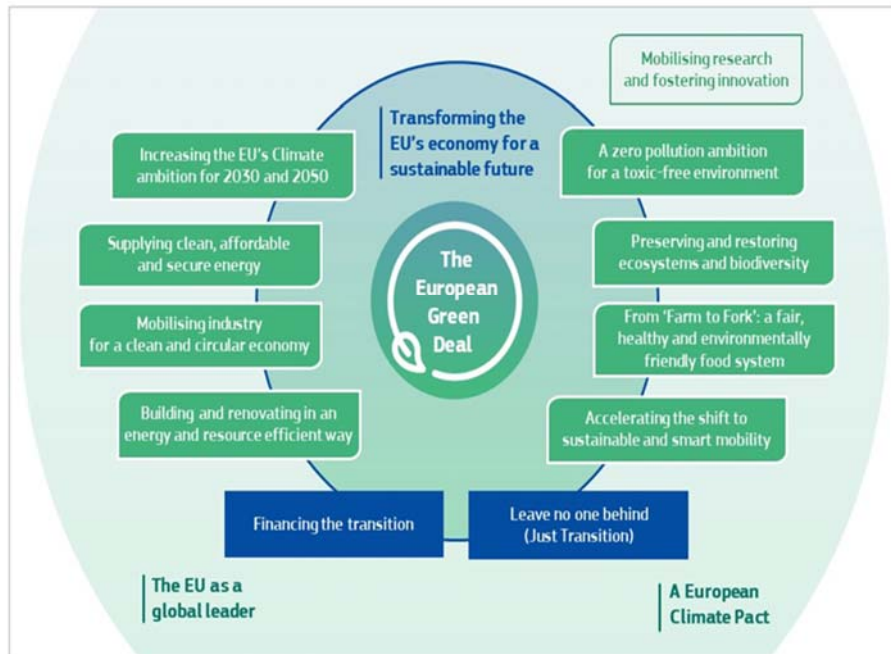 Mobilising research
and fostering innovation
Transforming the
EU's economy for a
sustainable future
Increasing the EU's Climate
ambition for 2030 and 2050
A zero pollution ambition
for a toxic-free environment
Supplying clean, affordable
and secure energy
Preserving and restoring
ecosystems and biodiversity
The
European
Green
Deal
Mobilising industry
for a clean and circular economy
From 'Farm to Fork': a fair,
healthy and environmentally
friendly food system
Building and renovating in an
energy and resource efficient way
Accelerating the shift to
sustainable and smart mobility
Financing the transition
Leave no one behind
(Just Transition)
The EU as a
global leader
A European
Climate Pact